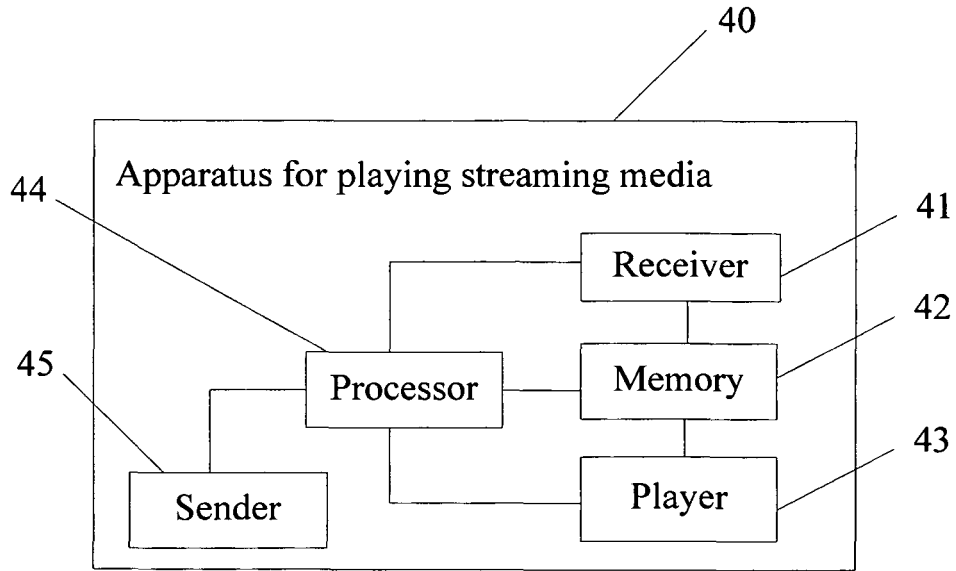 40
Apparatus for playing streaming media
44
41
Receiver
42
Memory
45
Processor
43
Player
Sender